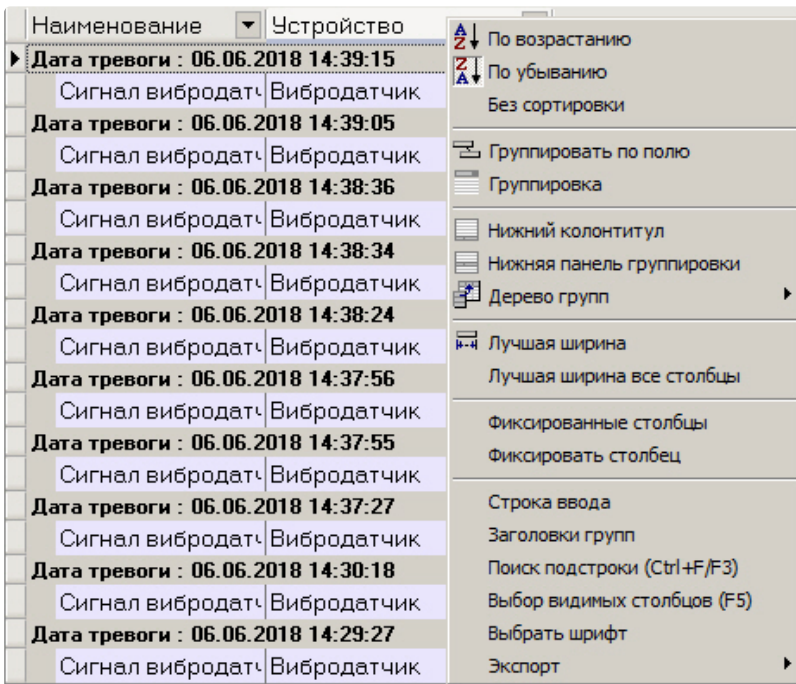 Наименование Устройство
Дата тревоги : 06.06.2018 14:39:15
Сигнал вибродатч Вибродатчик
Дата тревоги : 06.06.2018 14:39:05
Сигнал вибродатч Вибродатчик
Дата тревоги : 06.06.2018 14:38:36
Сигнал вибродатч Вибродатчик
Дата тревоги : 06.06.2018 14:38:34
Сигнал вибродатч Вибродатчик
Дата тревоги : 06.06.2018 14:38:24
Сигнал вибродатч Вибродатчик
Дата тревоги : 06.06.2018 14:37:56
Сигнал вибродатч Вибродатчик
Дата тревоги : 06.06.2018 14:37:55
Сигнал вибродатч Вибродатчик
Дата тревоги : 06.06.2018 14:37:27
Сигнал вибродатч Вибродатчик
Дата тревоги : 06.06.2018 14:30:18
Сигнал вибродатч Вибродатчик
Дата тревоги : 06.06.2018 14:29:27
Сигнал вибродатч Вибродатчик
По возрастанию
По убыванию
Без сортировки
Группировать по полю
Группировка
Нижний колонтитул
Нижняя панель группировки
Дерево групп
Лучшая ширина
Лучшая ширина все столбцы
Фиксированные столбцы
Фиксировать столбец
Строка ввода
Заголовки групп
Поиск подстроки (Ctrl+F/F3)
Выбор видимых столбцов (F5)
Выбрать шрифт
Экспорт